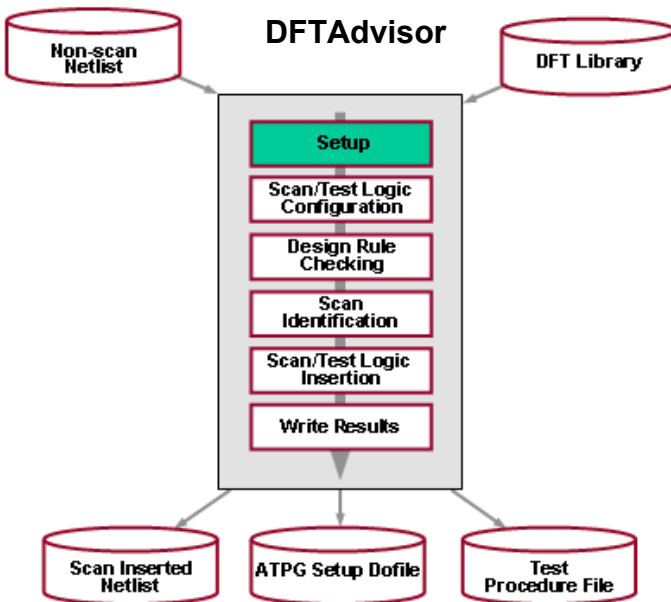 DFTAdvisor
Non-scan
Netlist
DFT Library
Setup
Scan/Test Logic
Configuration
Design Rule
Checking
Scan
Identification
Scan/Test Logic
Insertion
Write Results
Scan Inserted
Netlist
ATPG Setup Dofile
Test
Procedure File